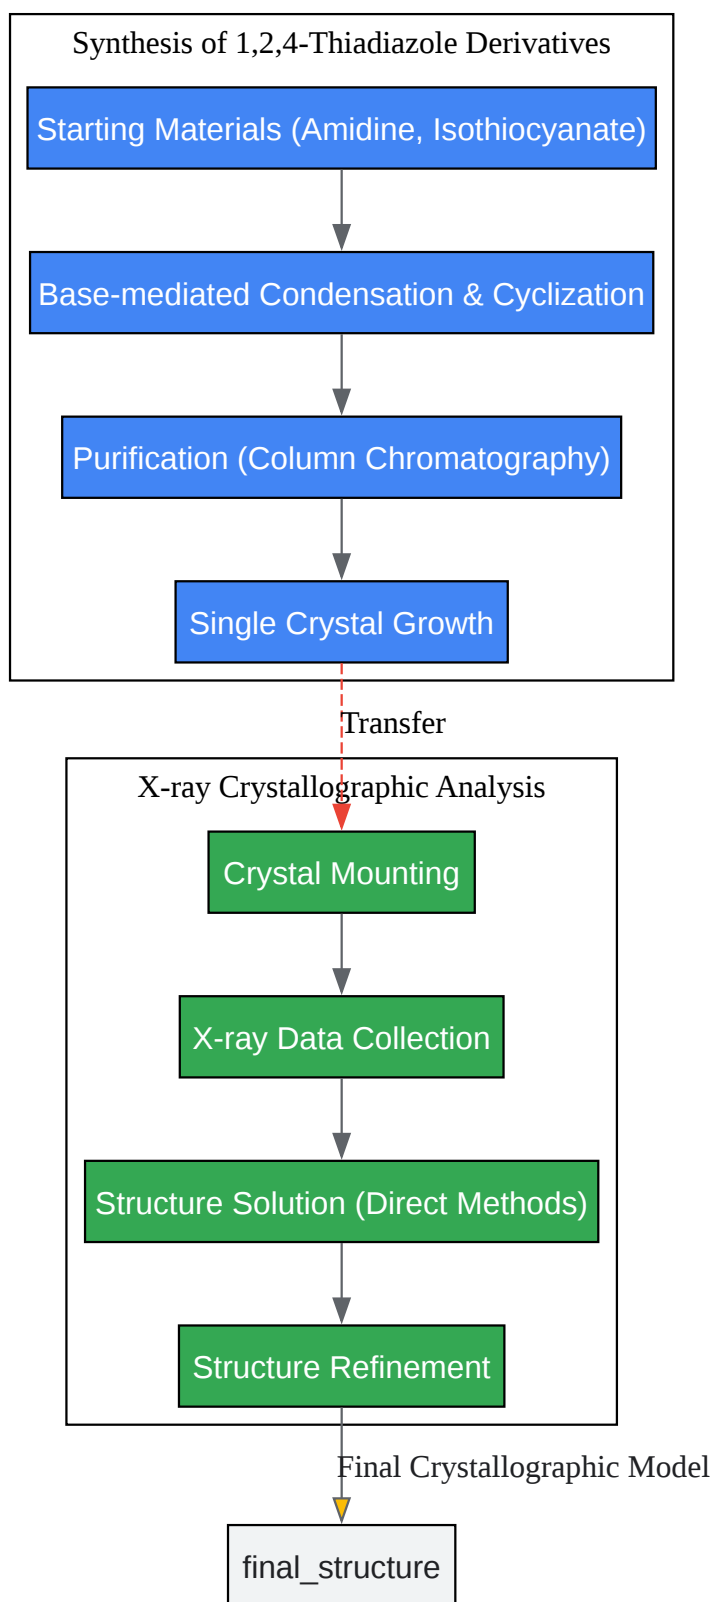 Synthesis of 1,2,4-Thiadiazole Derivatives
Starting Materials (Amidine, Isothiocyanate)
Base-mediated Condensation & Cyclization
Purification (Column Chromatography)
Single Crystal Growth
Transfer
X-ray Crystallographic Analysis
Crystal Mounting
X-ray Data Collection
Structure Solution (Direct Methods)
Structure Refinement
Final Crystallographic Model
final_structure